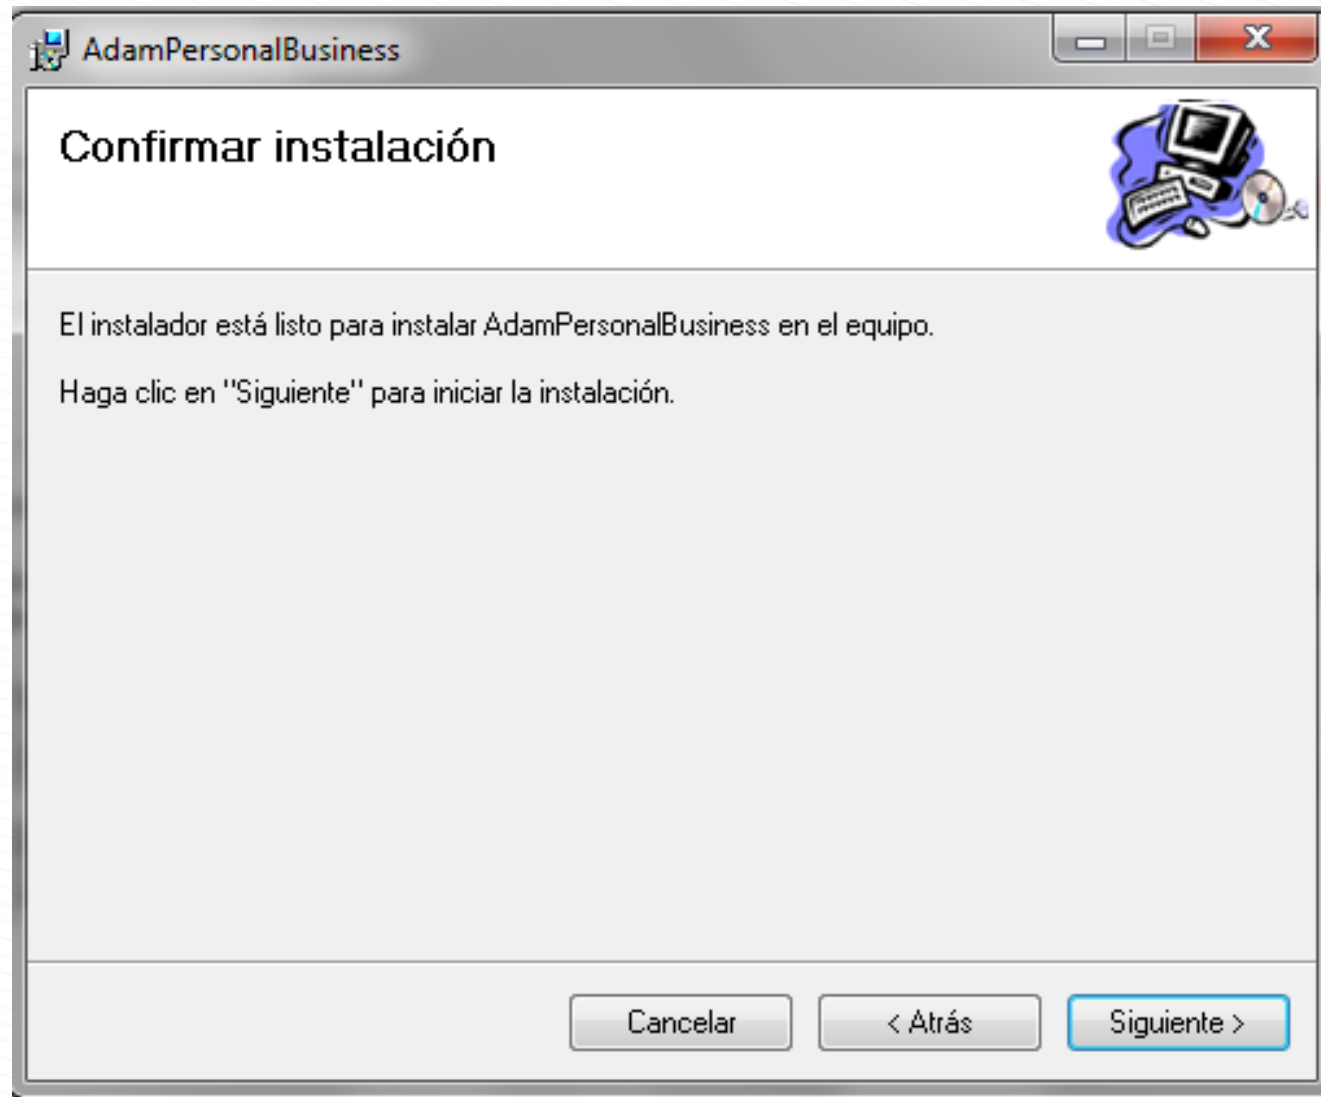 AdamPersonalBusiness
Confirmar instalación
El instalador está listo para instalar AdamPersonalBusiness en el equipo.
Haga clic en "Siguiente" para iniciar la instalación.
Cancelar
< Atrás
Siguiente >